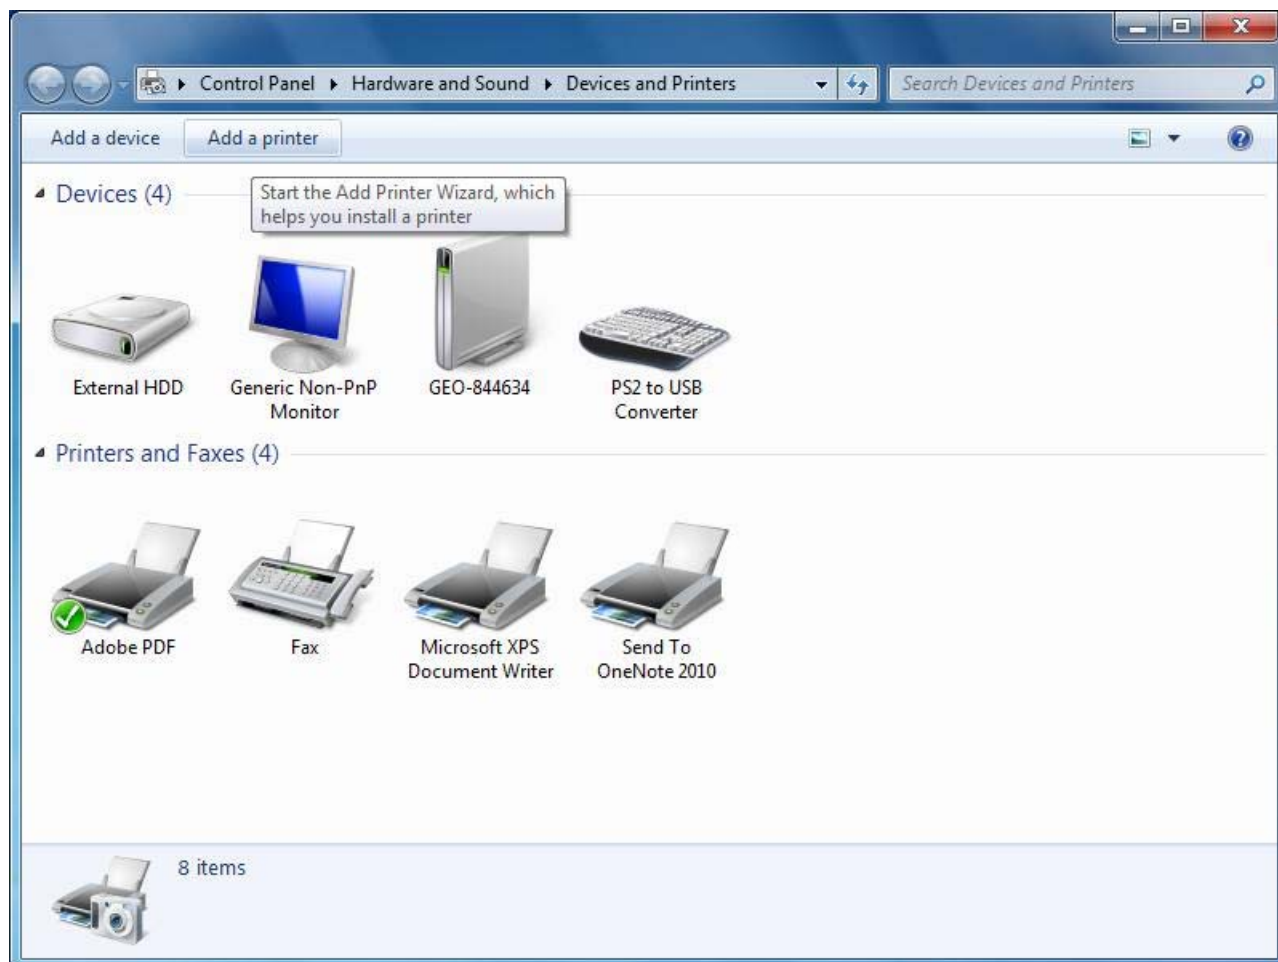 Control Panel Hardware and Sound Devices and Printers Search Devices and Printers
Add a device Add a printer
Devices (4)
Start the Add Printer Wizard, which
helps you install a printer
External HDD
Generic Non-PnP
Monitor
GEO-844634
PS2 to USB
Converter
Printers and Faxes (4)
Adobe PDF
Fax
Microsoft XPS
Document Writer
Send To
OneNote 2010
8 items